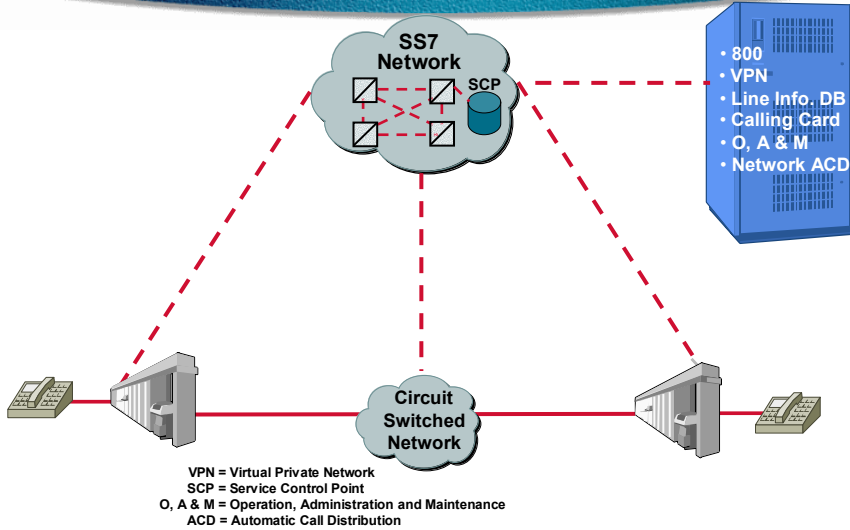 SS7
Network
SCP
• 800
• VPN
• Line Info. DB
• Calling Card
• O, A & M
• Network ACD
Circuit
Switched
Network
VPN = Virtual Private Network
SCP = Service Control Point
O, A & M = Operation, Administration and Maintenance
ACD = Automatic Call Distribution